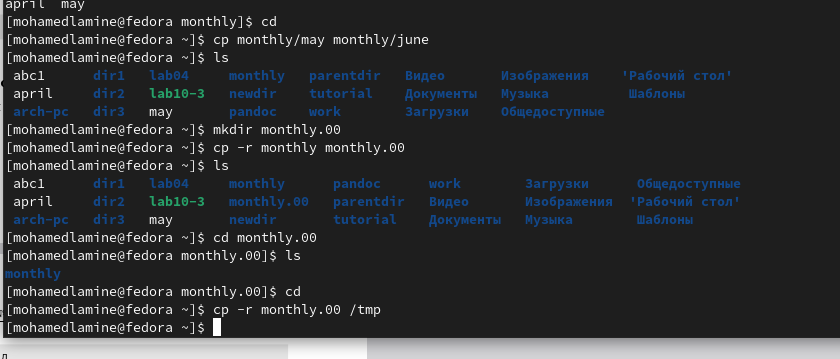 april  may
[mohamedlamine@fedora monthly]$ cd
[mohamedlamine@fedora ~]$ cp monthly/may monthly/june
[mohamedlamine@fedora ~]$ ls
abc1 dir1 lab04 monthly parentdir Видео Изображения 'Рабочий стол'
april dir2 lab10-3 newdir tutorial Документы Музыка Шаблоны
arch-pc dir3 may pandoc work Загрузки Общедоступные
[mohamedlamine@fedora ~]$ mkdir monthly.00
[mohamedlamine@fedora ~]$ cp -r monthly monthly.00
[mohamedlamine@fedora ~]$ ls
abc1 dir1 lab04 monthly pandoc work Загрузки Общедоступные
april dir2 lab10-3 monthly.00 parentdir Видео Изображения 'Рабочий стол'
arch-pc dir3 may newdir tutorial Документы Музыка Шаблоны
[mohamedlamine@fedora ~]$ cd monthly.00
[mohamedlamine@fedora monthly.00]$ ls
monthly
[mohamedlamine@fedora monthly.00]$ cd
[mohamedlamine@fedora ~]$ cp -r monthly.00 /tmp
[mohamedlamine@fedora ~]$